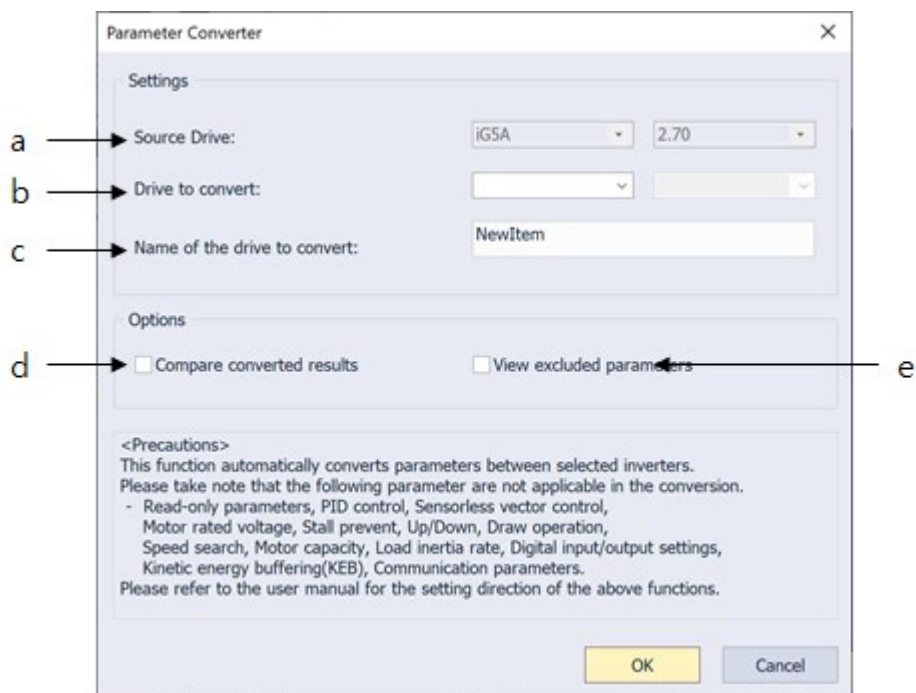 Parameter Converter
Settings
a
Source Drive:
iG5A
2.70
b
Drive to convert:
c
Name of the drive to convert:
NewItem
Options
d
Compare converted results
View excluded parameters
e
<Precautions>
This function automatically converts parameters between selected inverters.
Please take note that the following parameter are not applicable in the conversion.
- Read-only parameters, PID control, Sensorless vector control,
Motor rated voltage, Stall prevent, Up/Down, Draw operation,
Speed search, Motor capacity, Load inertia rate, Digital input/output settings,
Kinetic energy buffering(KEB), Communication parameters.
Please refer to the user manual for the setting direction of the above functions.
OK
Cancel